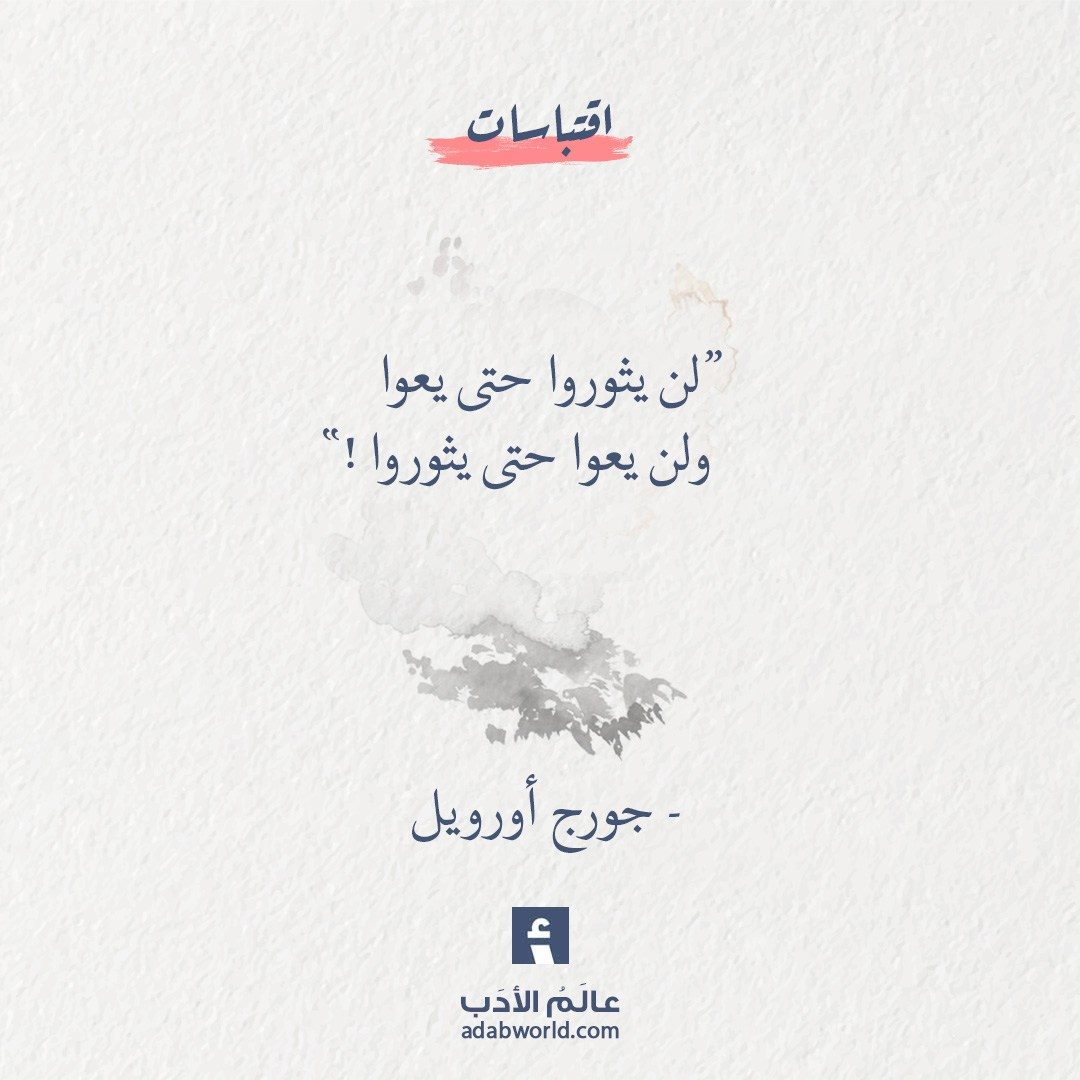 اقتباسات
”لن يثوروا حتى يعوا
ولن يعوا حتى يثوروا !“
- جورج أورويل
أ
عالَمُ الأدَب
adabworld.com